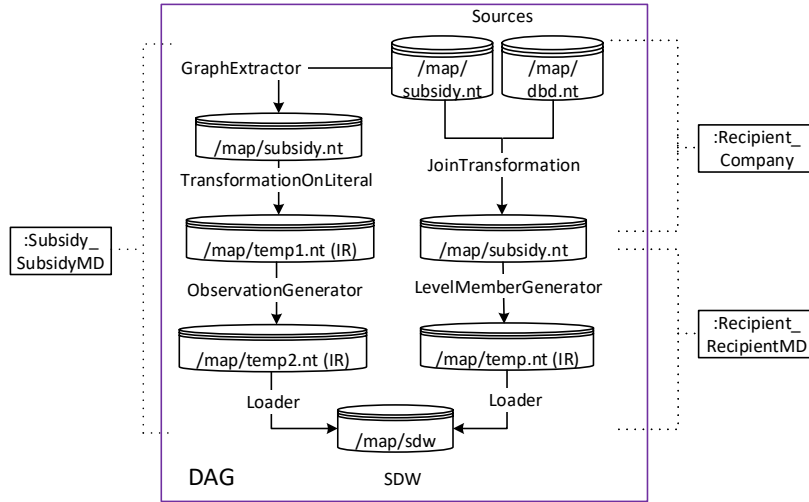 Sources
GraphExtractor
/map/
subsidy.nt
/map/
dbd.nt
/map/subsidy.nt
:Recipient_
Company
TransformationOnLiteral
JoinTransformation
:Subsidy_
SubsidyMD
/map/temp1.nt (IR)
/map/subsidy.nt
ObservationGenerator
LevelMemberGenerator
:Recipient_
RecipientMD
/map/temp2.nt (IR)
/map/temp.nt (IR)
Loader
Loader
/map/sdw
DAG
SDW